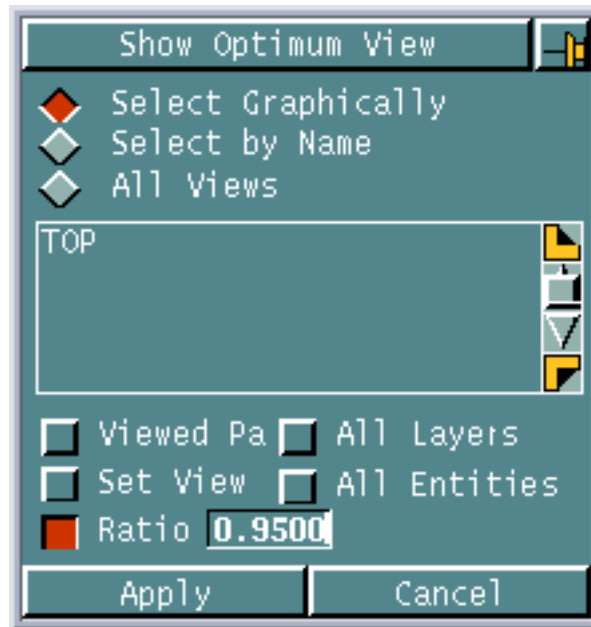 Show Optimum View
Select Graphically
Select by Name
All Views
TOP
Viewed Pa All Layers
Set View All Entities
Ratio 0.9500
Apply Cancel